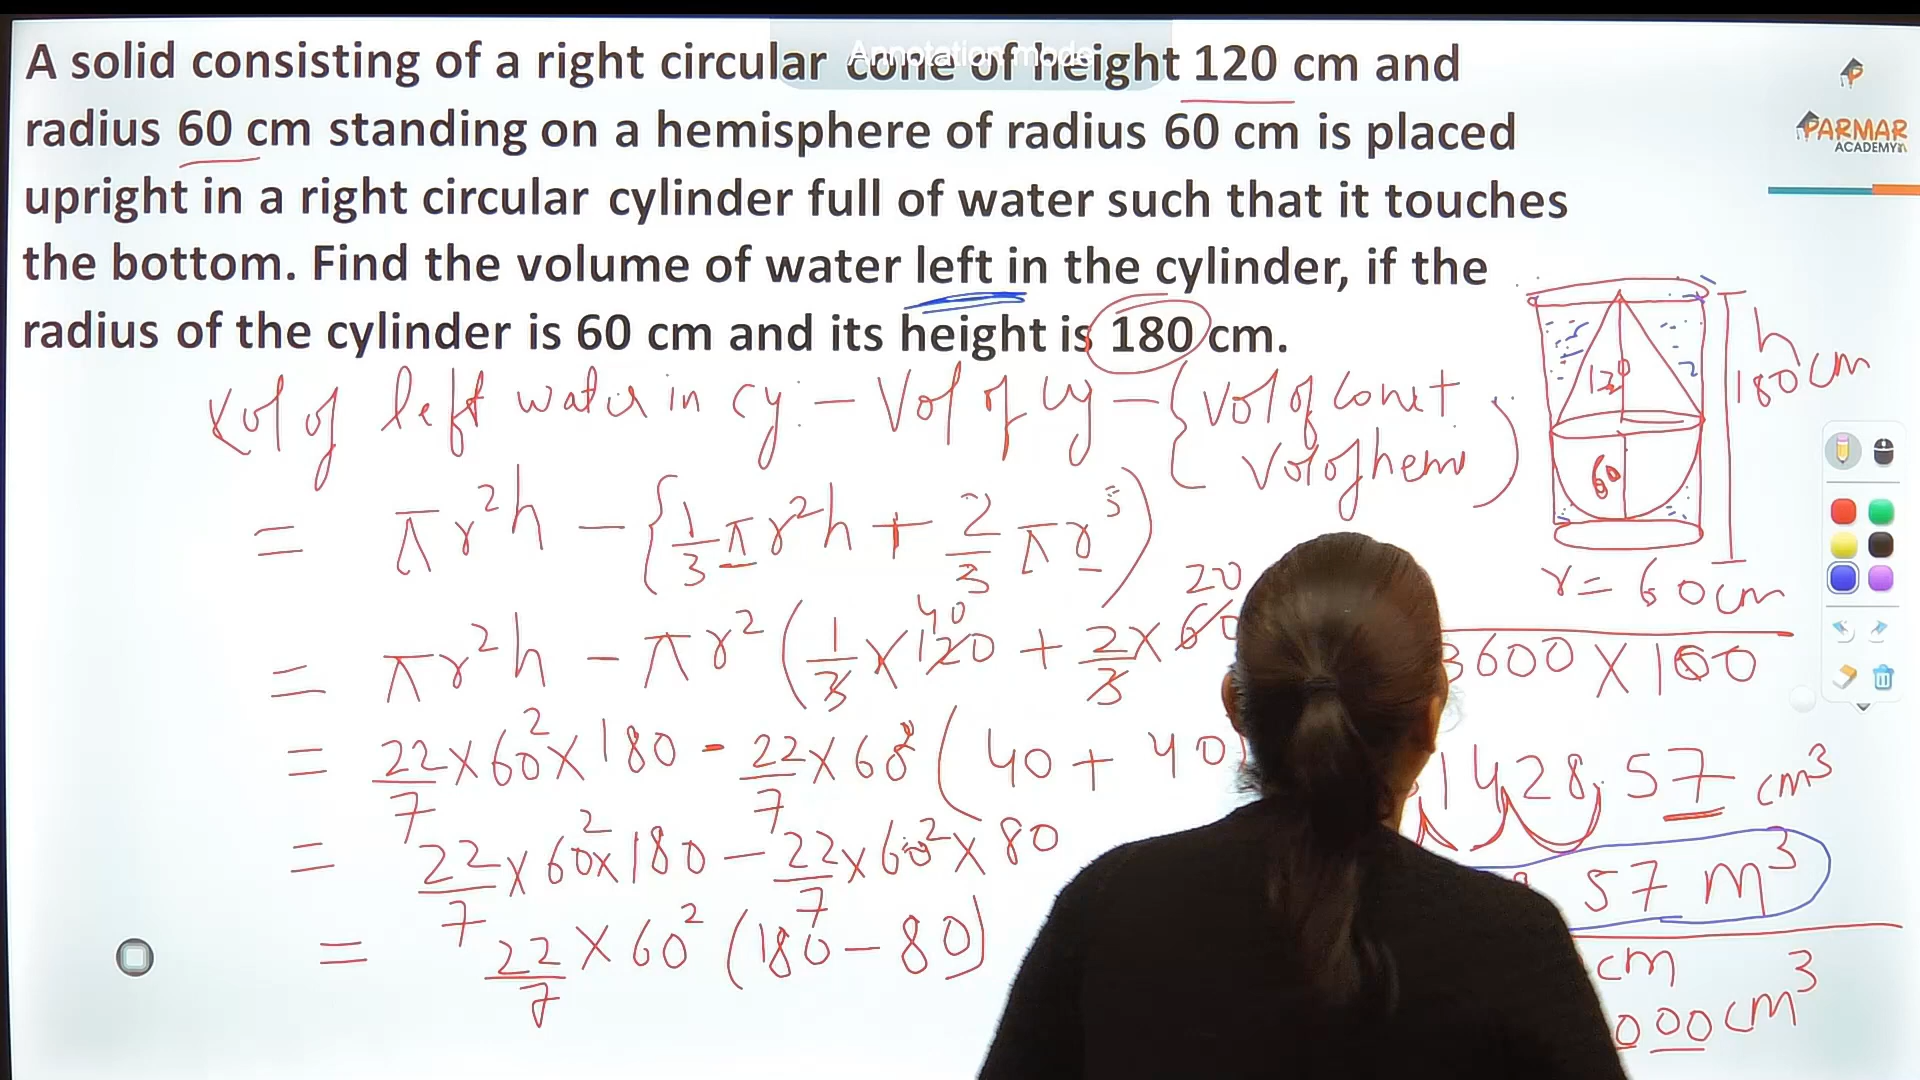 Annotation mode
A solid consisting of a right circular cone of height 120 cm and
radius 60 cm standing on a hemisphere of radius 60 cm is placed
upright in a right circular cylinder full of water such that it touches
the bottom. Find the volume of water left in the cylinder, if the
radius of the cylinder is 60 cm and its height is 180 cm.
PARMAR
ACADEMY
Vol of left water in cy: – Vol of cy – { Vol of cone +
Vol of hemi )
= πr²h – { 1/3 πr²h + 2/3 πr³ )
= πr²h – πr² ( 1/3 × 120 + 2/3 × 60
40
20
= 22/7 × 60² × 180 - 22/7 × 60² ( 40 + 40
= 22/7 × 60² × 180 – 22/7 × 60² × 80
= 22/7 × 60² (180 – 80)
120
60
h
180 cm
r = 60 cm
3600 × 100
1428.57 cm³
57 m³
cm
000 cm³